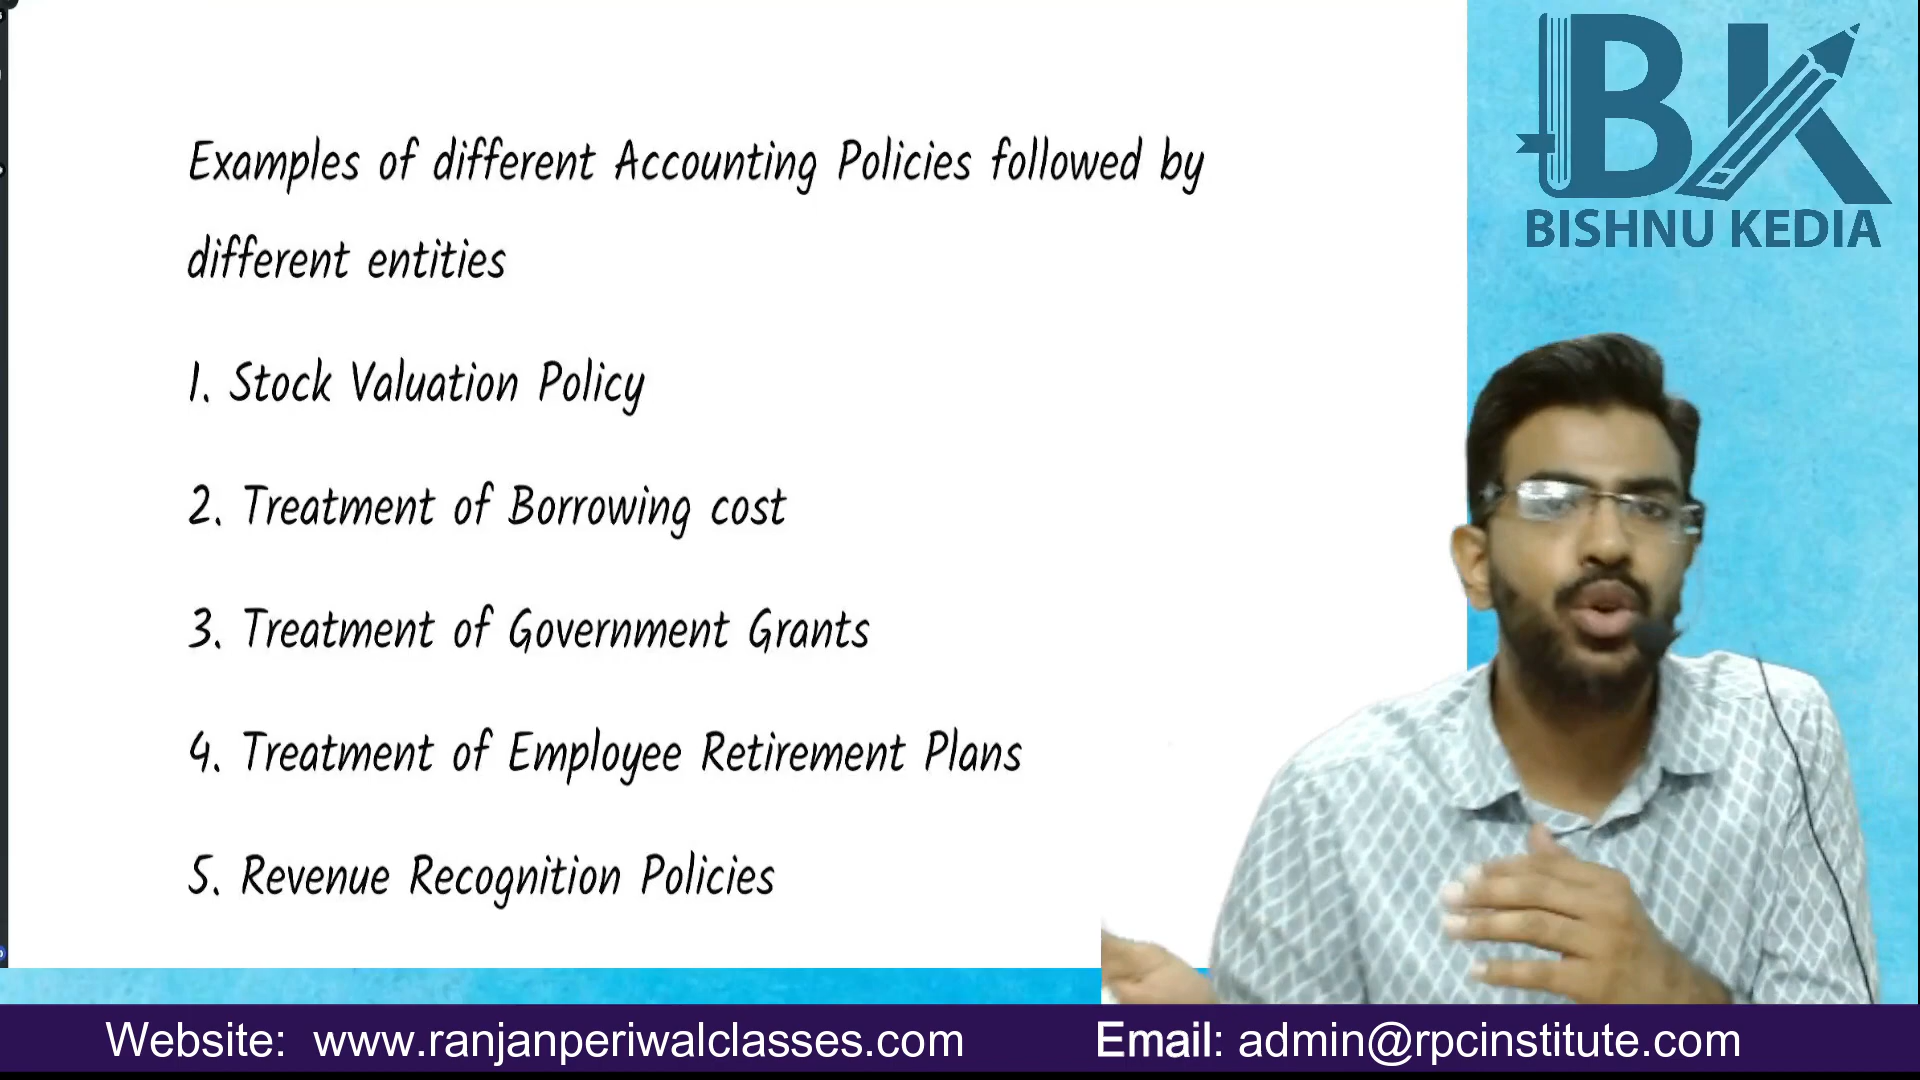 Examples of different Accounting Policies followed by
different entities
1. Stock Valuation Policy
2. Treatment of Borrowing cost
3. Treatment of Government Grants
4. Treatment of Employee Retirement Plans
5. Revenue Recognition Policies
BK
BISHNU KEDIA
Website: www.ranjanperiwalclasses.com
Email: admin@rpcinstitute.com